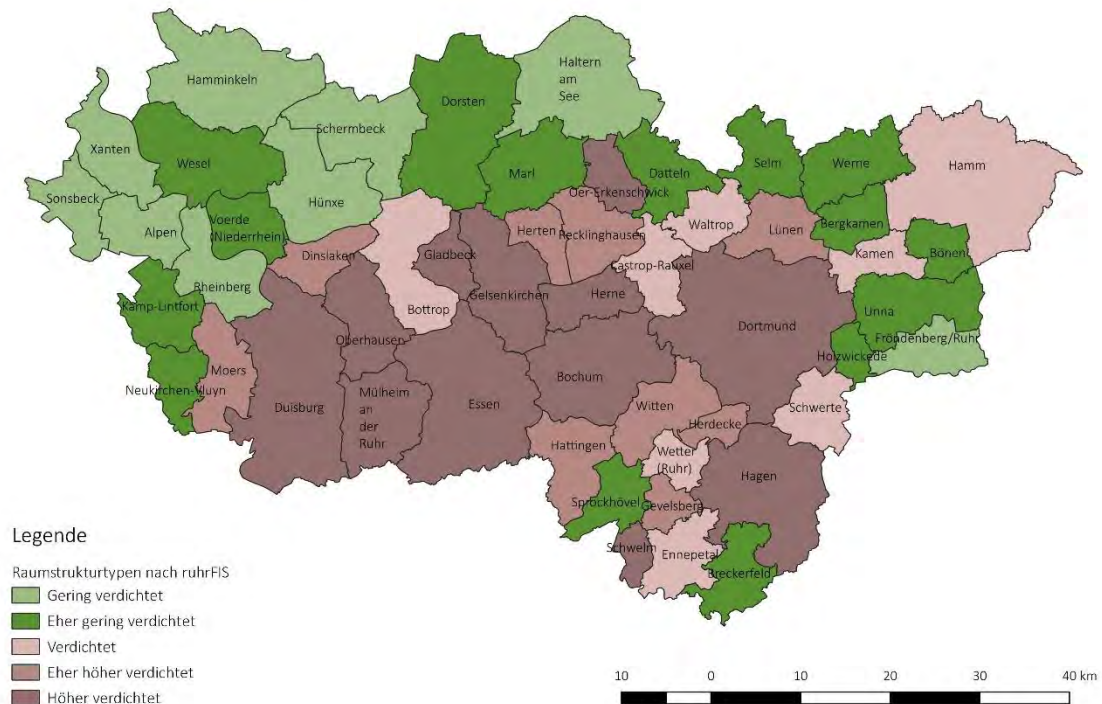 Hamminkeln
Haltern
am
See
Dorsten
Schermbeck
Xanten
Wesel
Marl
Datteln
Selm
Werne
Hamm
Oer-Erkenschwick
Sonsbeck
Hünxe
Alpen
Voerde
(Niederrhein)
Waltrop
Lünen
Bergkamen
Herten
Recklinghausen
Dinslaken
Gladbeck
Castrop-Rauxel
Kamen
Bönen
Rheinberg
Gelsenkirchen
Herne
Kamp-Lintfort
Bottrop
Unna
Dortmund
Oberhausen
Fröndenberg/Ruhr
Holzwickede
Moers
Bochum
Neukirchen-Vluyn
Duisburg
Mülheim
an
der
Ruhr
Essen
Witten
Schwerte
Herdecke
Hattingen
Wetter
(Ruhr)
Hagen
Sprockhövel
Gevelsberg
Schwelm
Ennepetal
Breckerfeld
Legende
Raumstrukturtypen nach ruhrFIS
Gering verdichtet
Eher gering verdichtet
Verdichtet
Eher höher verdichtet
Höher verdichtet
10 0 10 20 30 40 km